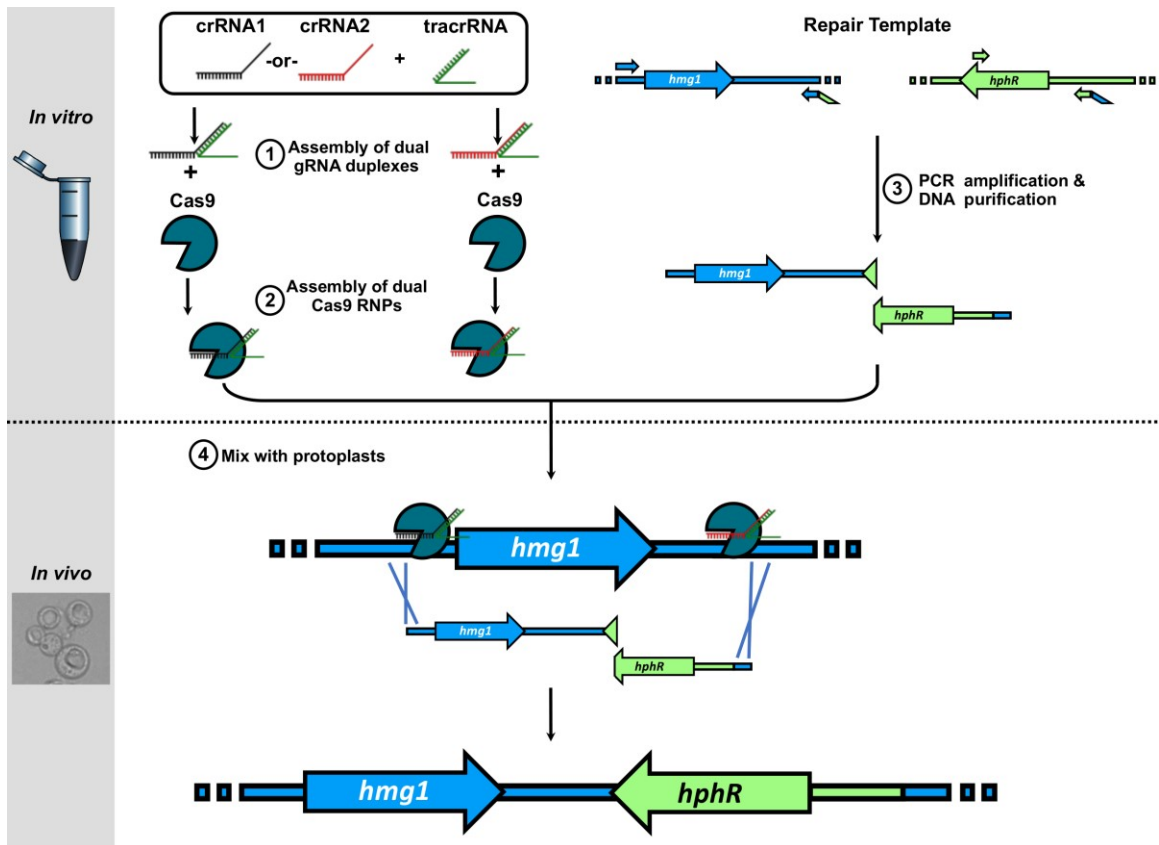 crRNA1
-or-
crRNA2
+
tracrRNA
Repair Template
hmg1
hphR
In vitro
1 Assembly of dual
gRNA duplexes
+
+
Cas9
Cas9
3 PCR amplification &
DNA purification
2 Assembly of dual
Cas9 RNPs
hmg1
hphR
4 Mix with protoplasts
hmg1
In vivo
hmg1
hphR
hmg1
hphR